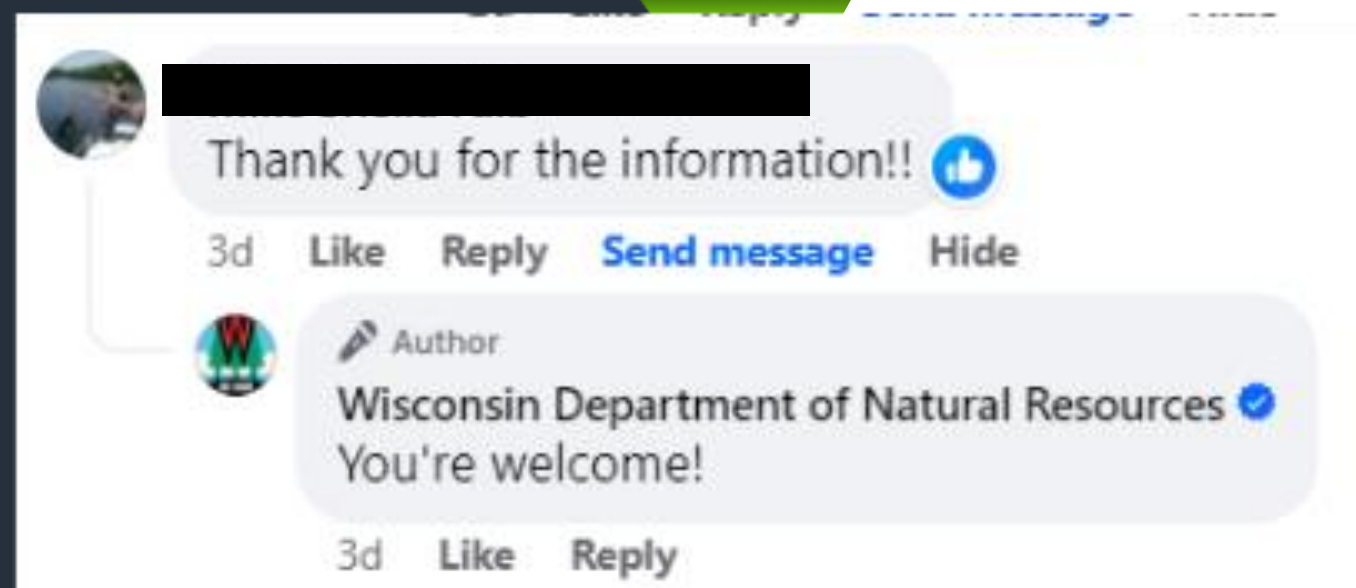 Thank you for the information!!
3d Like Reply Send message Hide
Author
Wisconsin Department of Natural Resources
You're welcome!
3d Like Reply